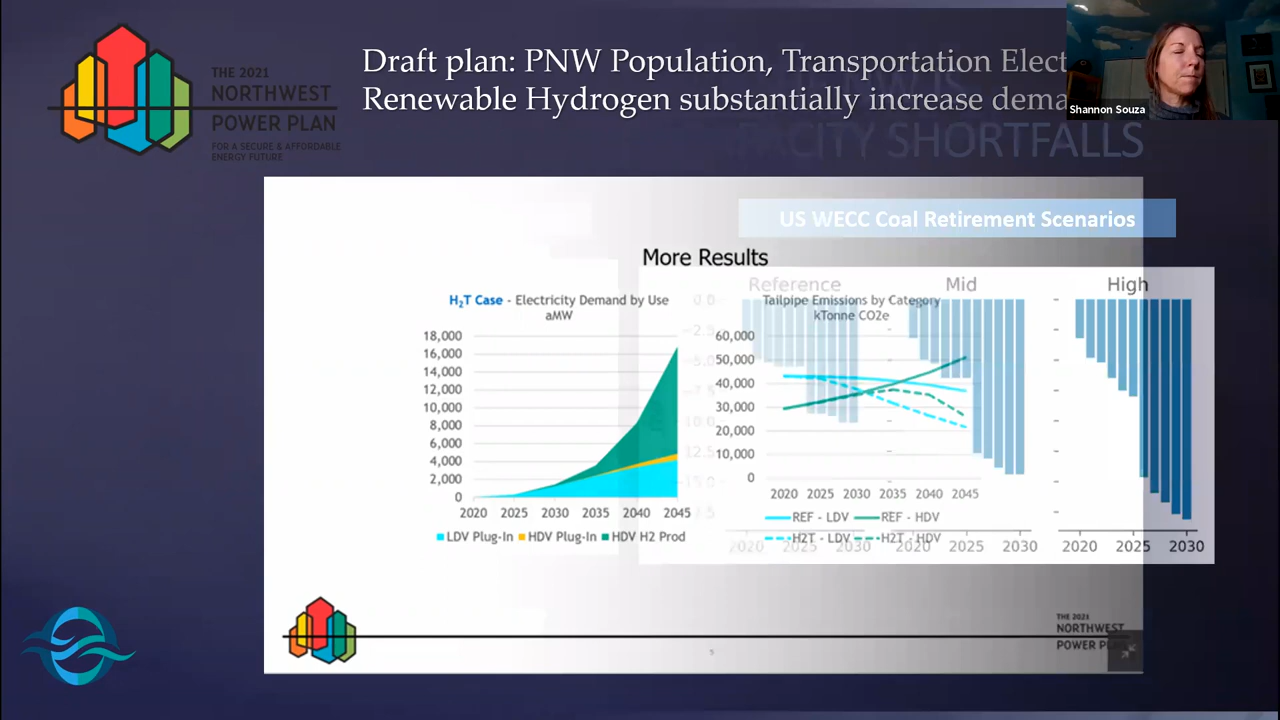 THE 2021
NORTHWEST
POWER PLAN
FOR A SECURE & AFFORDABLE
ENERGY FUTURE
Draft plan: PNW Population, Transportation Elect
Renewable Hydrogen substantially increase dema
Shannon Souza
CITY SHORTFALLS
US WECC Coal Retirement Scenarios
More Results
H₂T Case - Electricity Demand by Use
aMW
18,000
16,000
14,000
12,000
10,000
8,000
6,000
4,000
2,000
0
2020 2025 2030 2035 2040 2045
LDV Plug-In HDV Plug-In HDV H2 Prod
Tailpipe Emissions by Category
kTonne CO2e
60,000
50,000
40,000
30,000
20,000
10,000
0
2020 2025 2030 2035 2040 2045
REF - LDV REF - HDV
H2T - LDV H2T - HDV
Reference Mid High
2020 2025 2030 2020 2025 2030 2020 2025 2030
THE 2021
NORTHWEST
POWER
5